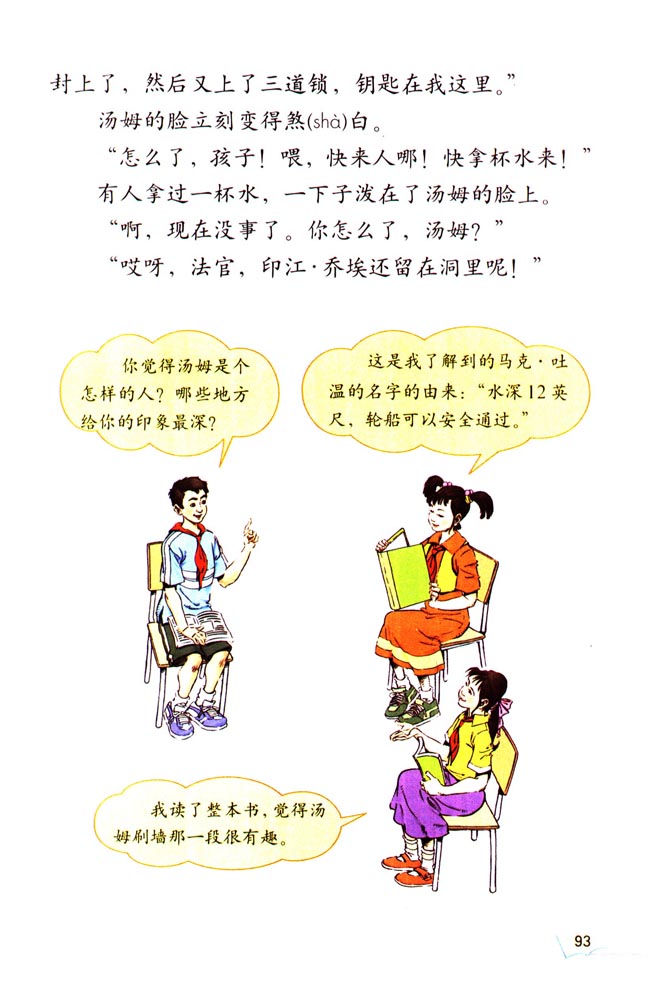 封上了，然后又上了三道锁，钥匙在我这里。”
汤姆的脸立刻变得煞(shà)白。
“怎么了，孩子！喂，快来人哪！快拿杯水来！”
有人拿过一杯水，一下子泼在了汤姆的脸上。
“啊，现在没事了。你怎么了，汤姆？”
“哎呀，法官，印江·乔埃还留在洞里呢！”
你觉得汤姆是个
怎样的人？哪些地方
给你的印象最深？
这是我了解到的马克·吐
温的名字的由来：“水深12英
尺，轮船可以安全通过。”
我读了整本书，觉得汤
姆刷墙那一段很有趣。
93